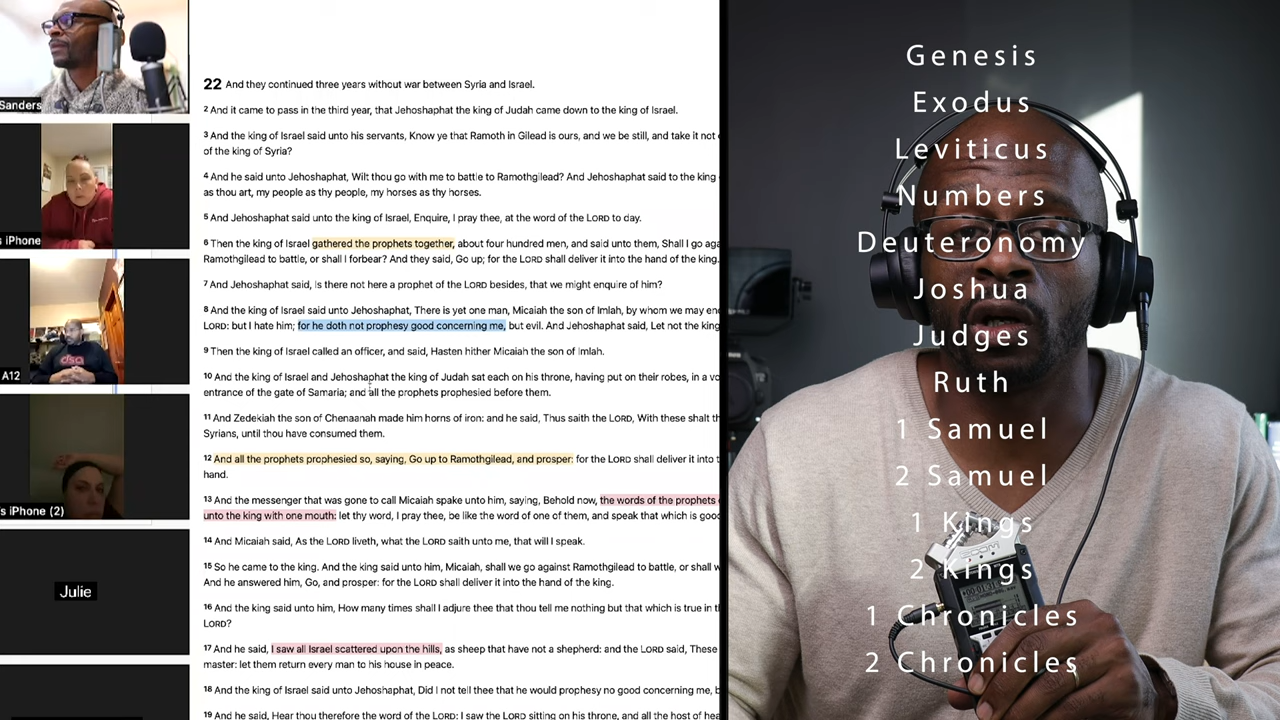 Sanders
s iPhone
A12
's iPhone (2)
Julie
22 And they continued three years without war between Syria and Israel.
2 And it came to pass in the third year, that Jehoshaphat the king of Judah came down to the king of Israel.
3 And the king of Israel said unto his servants, Know ye that Ramoth in Gilead is ours, and we be still, and take it not
of the king of Syria?
4 And he said unto Jehoshaphat, Wilt thou go with me to battle to Ramothgilead? And Jehoshaphat said to the king
as thou art, my people as thy people, my horses as thy horses.
5 And Jehoshaphat said unto the king of Israel, Enquire, I pray thee, at the word of the LORD to day.
6 Then the king of Israel gathered the prophets together, about four hundred men, and said unto them, Shall I go aga
Ramothgilead to battle, or shall I forbear? And they said, Go up; for the LORD shall deliver it into the hand of the king.
7 And Jehoshaphat said, Is there not here a prophet of the LORD besides, that we might enquire of him?
8 And the king of Israel said unto Jehoshaphat, There is yet one man, Micaiah the son of Imlah, by whom we may en
LORD: but I hate him; for he doth not prophesy good concerning me, but evil. And Jehoshaphat said, Let not the king
9 Then the king of Israel called an officer, and said, Hasten hither Micaiah the son of Imlah.
10 And the king of Israel and Jehoshaphat the king of Judah sat each on his throne, having put on their robes, in a vo
entrance of the gate of Samaria; and all the prophets prophesied before them.
11 And Zedekiah the son of Chenaanah made him horns of iron: and he said, Thus saith the LORD, With these shalt th
Syrians, until thou have consumed them.
12 And all the prophets prophesied so, saying, Go up to Ramothgilead, and prosper: for the LORD shall deliver it into t
hand.
13 And the messenger that was gone to call Micaiah spake unto him, saying, Behold now, the words of the prophets
unto the king with one mouth: let thy word, I pray thee, be like the word of one of them, and speak that which is good
14 And Micaiah said, As the LORD liveth, what the LORD saith unto me, that will I speak.
15 So he came to the king. And the king said unto him, Micaiah, shall we go against Ramothgilead to battle, or shall w
And he answered him, Go, and prosper: for the LORD shall deliver it into the hand of the king.
16 And the king said unto him, How many times shall I adjure thee that thou tell me nothing but that which is true in th
LORD?
17 And he said, I saw all Israel scattered upon the hills, as sheep that have not a shepherd: and the LORD said, These
master: let them return every man to his house in peace.
18 And the king of Israel said unto Jehoshaphat, Did I not tell thee that he would prophesy no good concerning me, b
19 And he said, Hear thou therefore the word of the LORD: I saw the LORD sitting on his throne, and all the host of hea
Genesis
Exodus
Leviticus
Numbers
Deuteronomy
Joshua
Judges
Ruth
1 Samuel
2 Samuel
1 Kings
2 Kings
1 Chronicles
2 Chronicles
zoom